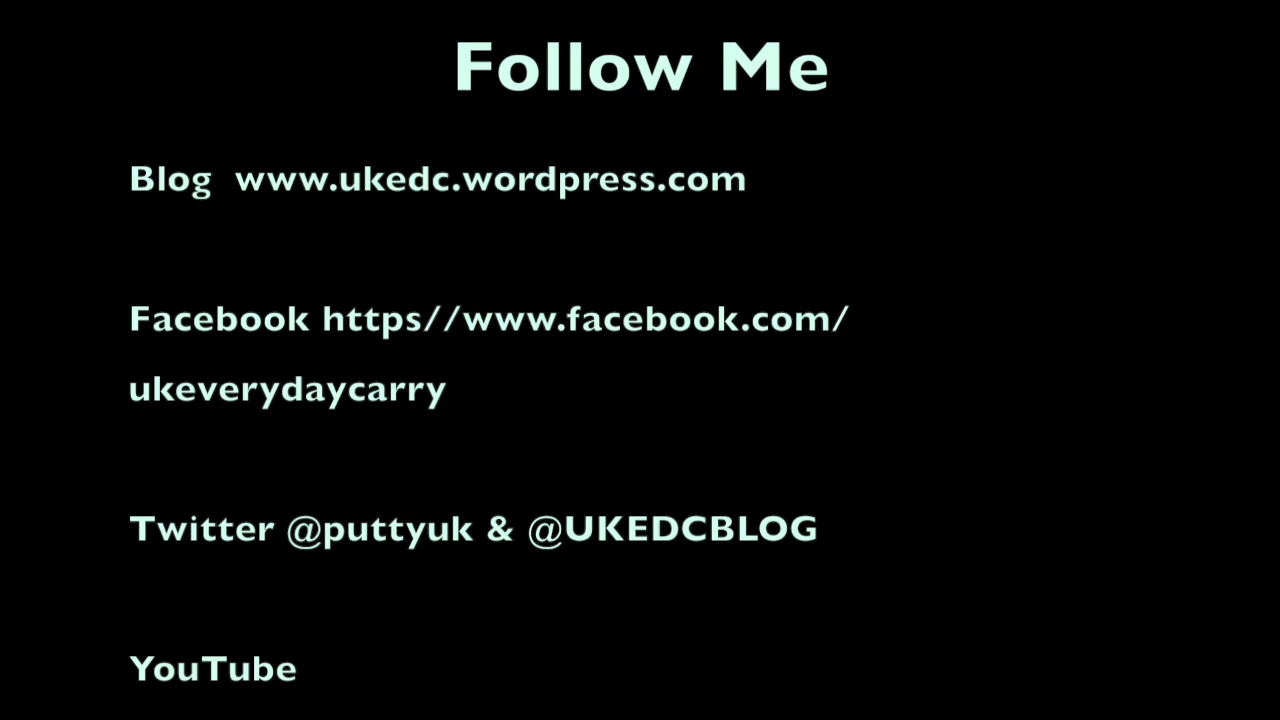 Follow Me
Blog  www.ukedc.wordpress.com
Facebook https//www.facebook.com/
ukeverydaycarry
Twitter @puttyuk & @UKEDCBLOG
YouTube